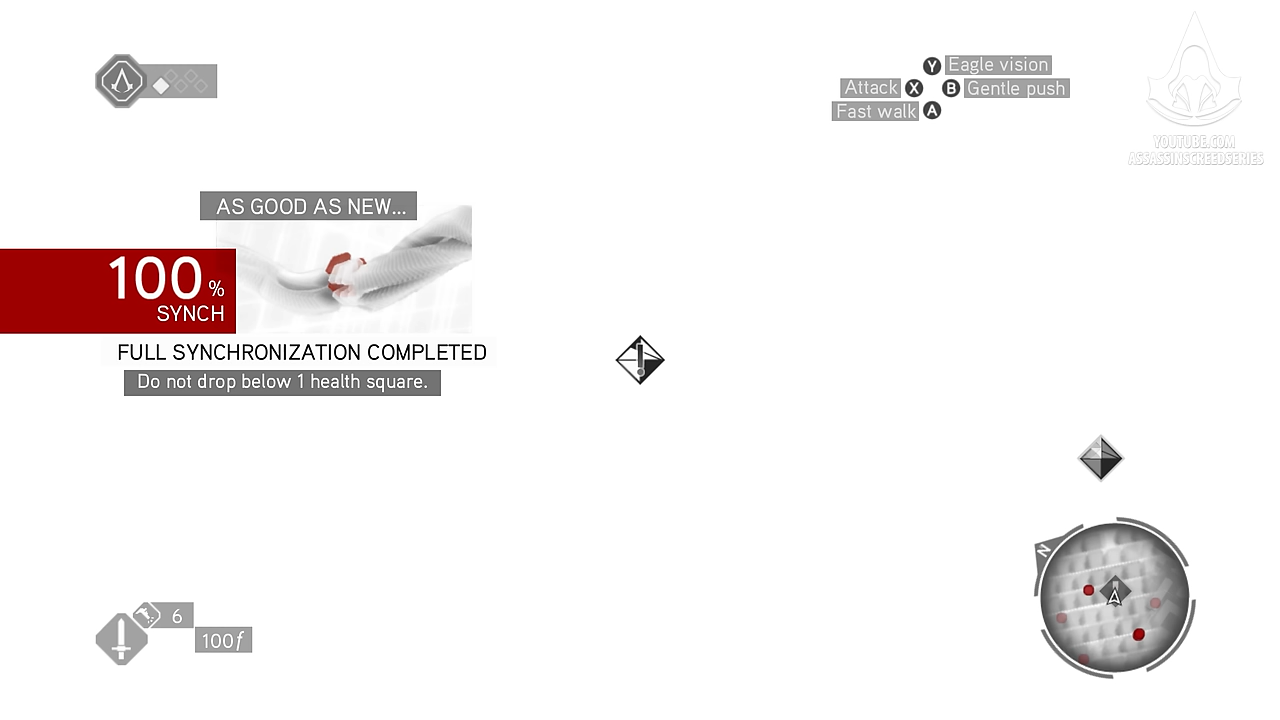 Y Eagle vision
Attack X B Gentle push
Fast walk A
YOUTUBE.COM
ASSASSINSCREEDSERIES
AS GOOD AS NEW...
100 %
SYNCH
FULL SYNCHRONIZATION COMPLETED
Do not drop below 1 health square.
N
6
100ƒ